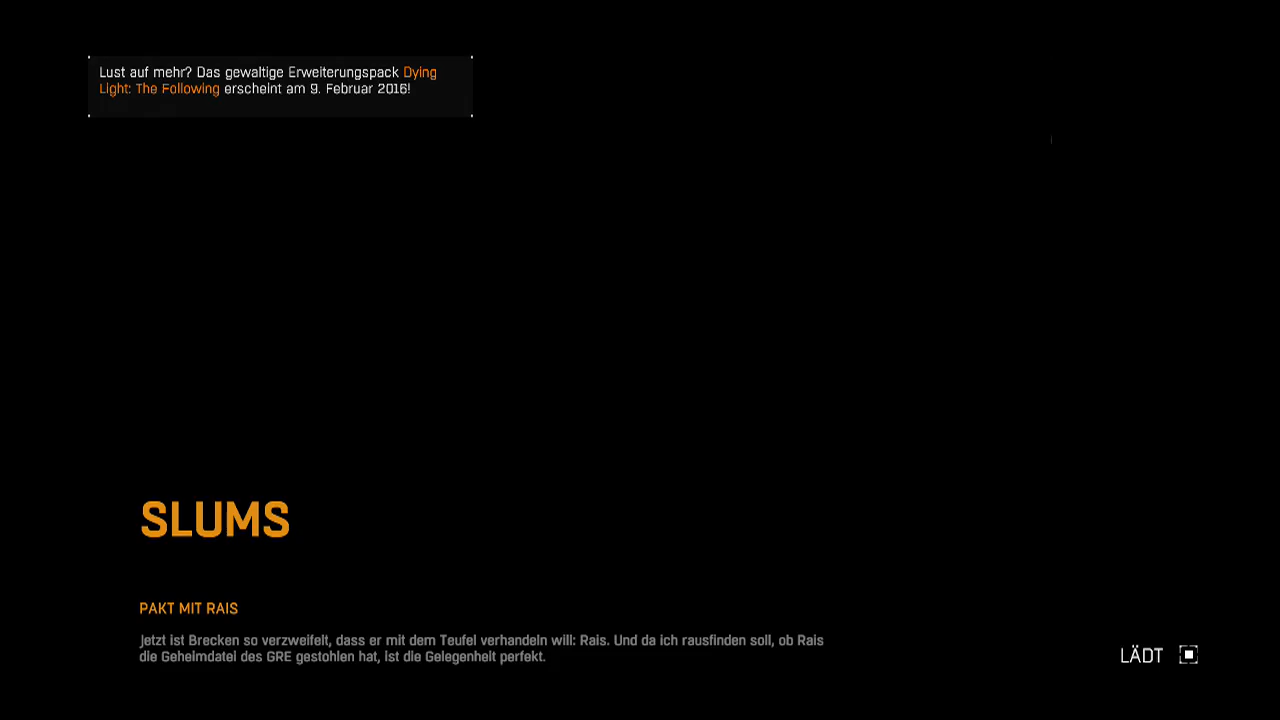 Lust auf mehr? Das gewaltige Erweiterungspack Dying
Light: The Following erscheint am 9. Februar 2016!
SLUMS
PAKT MIT RAIS
Jetzt ist Brecken so verzweifelt, dass er mit dem Teufel verhandeln will: Rais. Und da ich rausfinden soll, ob Rais
die Geheimdatei des GRE gestohlen hat, ist die Gelegenheit perfekt.
LÄDT